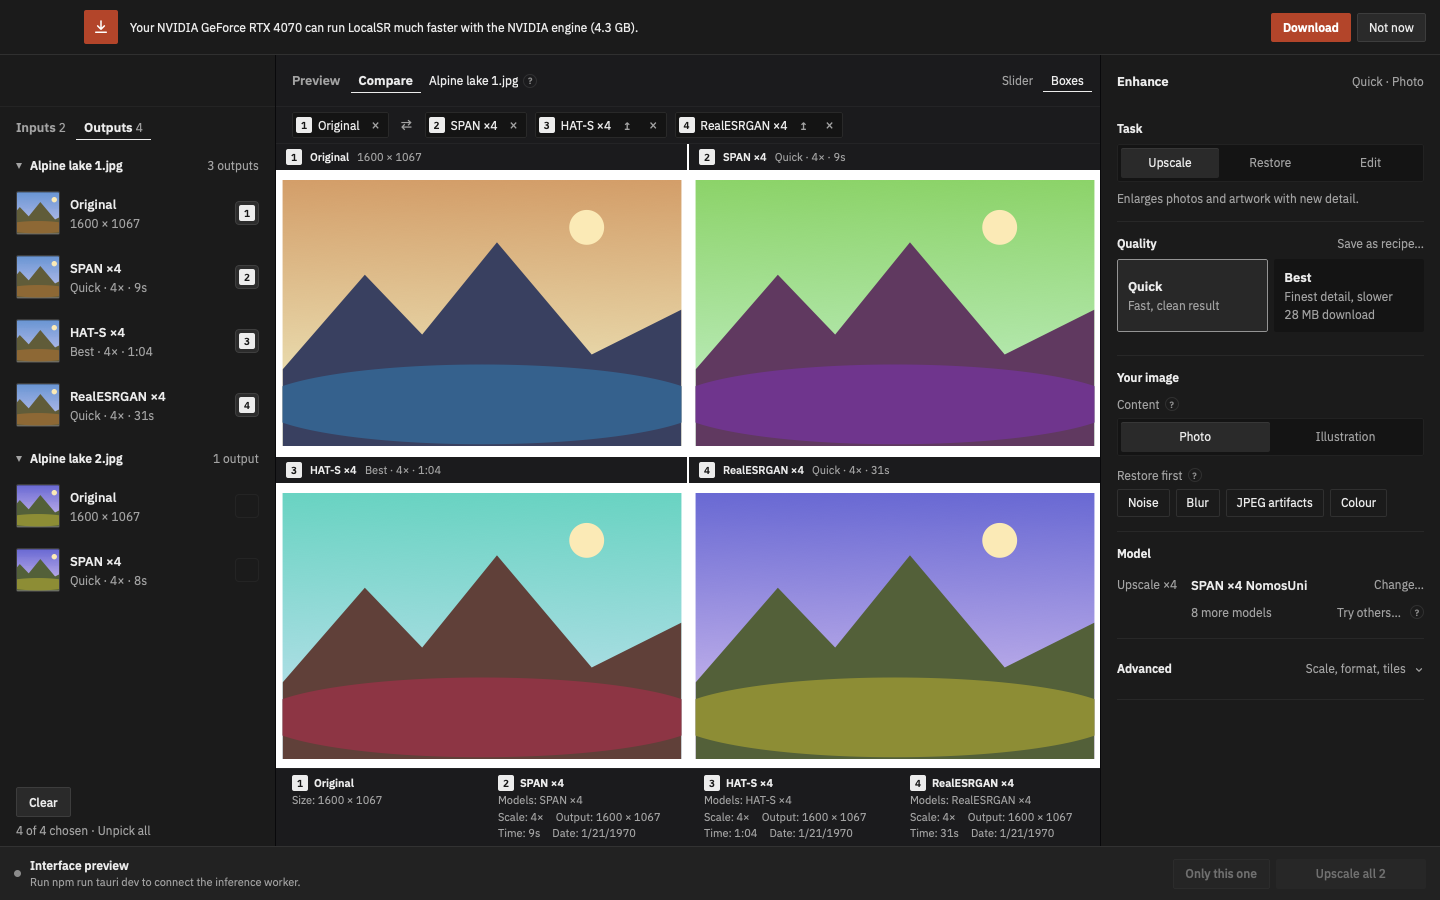 Your NVIDIA GeForce RTX 4070 can run LocalSR much faster with the NVIDIA engine (4.3 GB).
Download
Not now
Inputs 2
Outputs 4
Alpine lake 1.jpg
3 outputs
Original
1600 × 1067
1
SPAN ×4
Quick · 4× · 9s
2
HAT-S ×4
Best · 4× · 1:04
3
RealESRGAN ×4
Quick · 4× · 31s
4
Alpine lake 2.jpg
1 output
Original
1600 × 1067
SPAN ×4
Quick · 4× · 8s
Clear
4 of 4 chosen · Unpick all
Preview
Compare
Alpine lake 1.jpg ?
Slider
Boxes
1 Original ×
⇄
2 SPAN ×4 ×
3 HAT-S ×4 ↥ ×
4 RealESRGAN ×4 ↥ ×
1 Original 1600 × 1067
2 SPAN ×4 Quick · 4× · 9s
3 HAT-S ×4 Best · 4× · 1:04
4 RealESRGAN ×4 Quick · 4× · 31s
1 Original
Size: 1600 × 1067
2 SPAN ×4
Models: SPAN ×4
Scale: 4× Output: 1600 × 1067
Time: 9s Date: 1/21/1970
3 HAT-S ×4
Models: HAT-S ×4
Scale: 4× Output: 1600 × 1067
Time: 1:04 Date: 1/21/1970
4 RealESRGAN ×4
Models: RealESRGAN ×4
Scale: 4× Output: 1600 × 1067
Time: 31s Date: 1/21/1970
Enhance
Quick · Photo
Task
Upscale
Restore
Edit
Enlarges photos and artwork with new detail.
Quality
Save as recipe...
Quick
Fast, clean result
Best
Finest detail, slower
28 MB download
Your image
Content ?
Photo
Illustration
Restore first ?
Noise
Blur
JPEG artifacts
Colour
Model
Upscale ×4
SPAN ×4 NomosUni
Change...
8 more models
Try others... ?
Advanced
Scale, format, tiles
Interface preview
Run npm run tauri dev to connect the inference worker.
Only this one
Upscale all 2